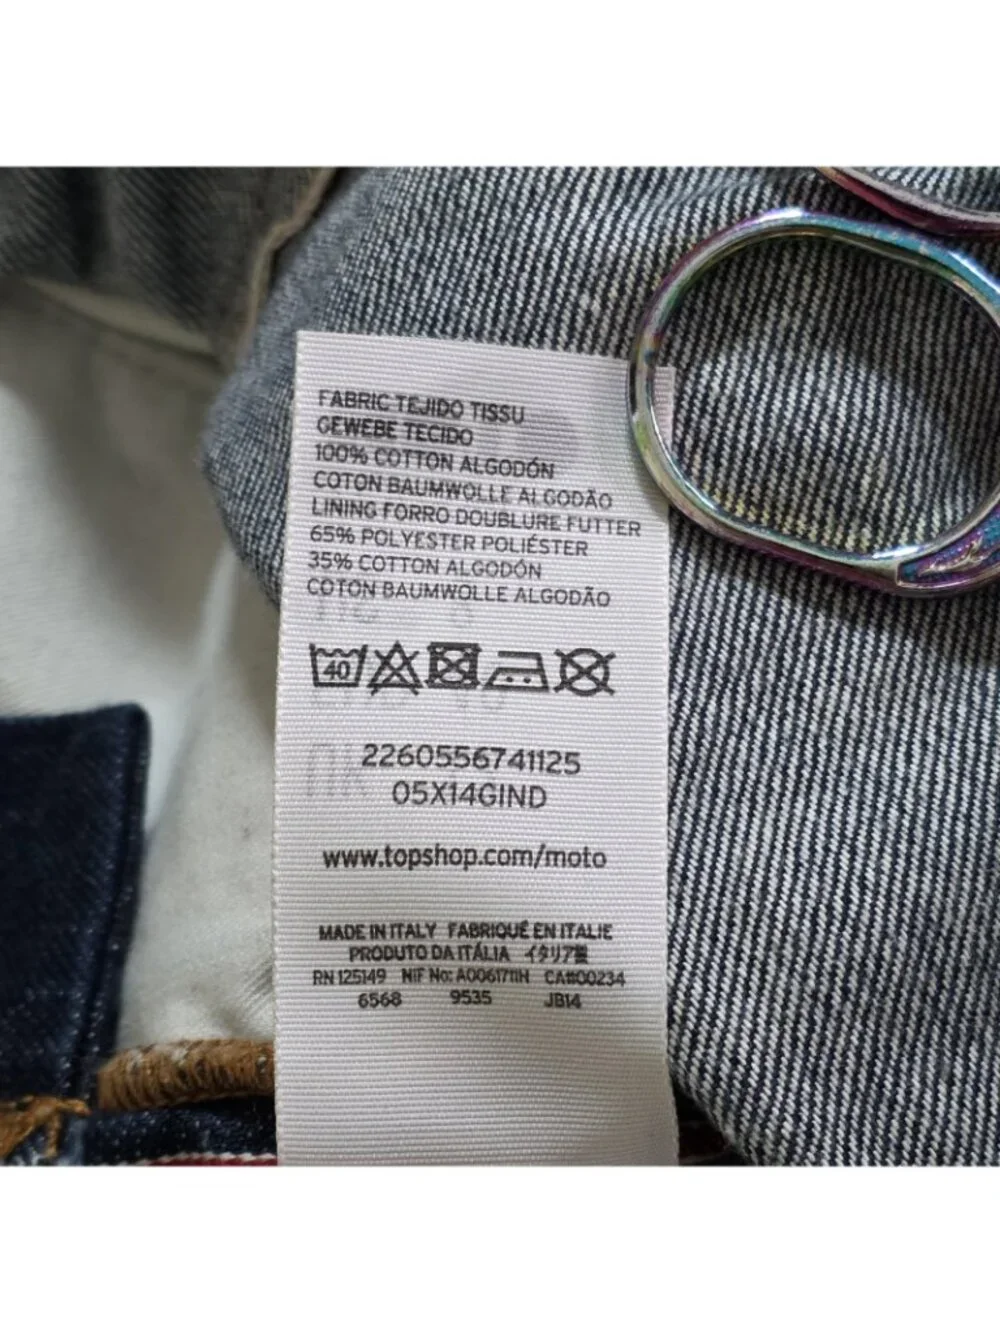 FABRIC TEJIDO TISSU
GEWEBE TECIDO
100% COTTON ALGODÓN
COTON BAUMWOLLE ALGODÃO
LINING FORRO DOUBLURE FUTTER
65% POLYESTER POLIÉSTER
35% COTTON ALGODÓN
COTON BAUMWOLLE ALGODÃO
40
2260556741125
05X14GIND
www.topshop.com/moto
MADE IN ITALY FABRIQUÉ EN ITALIE
PRODUTO DA ITÁLIA イタリア製
RN 125149 NIF No: A0061711H CA#00234
6568 9535 JB14